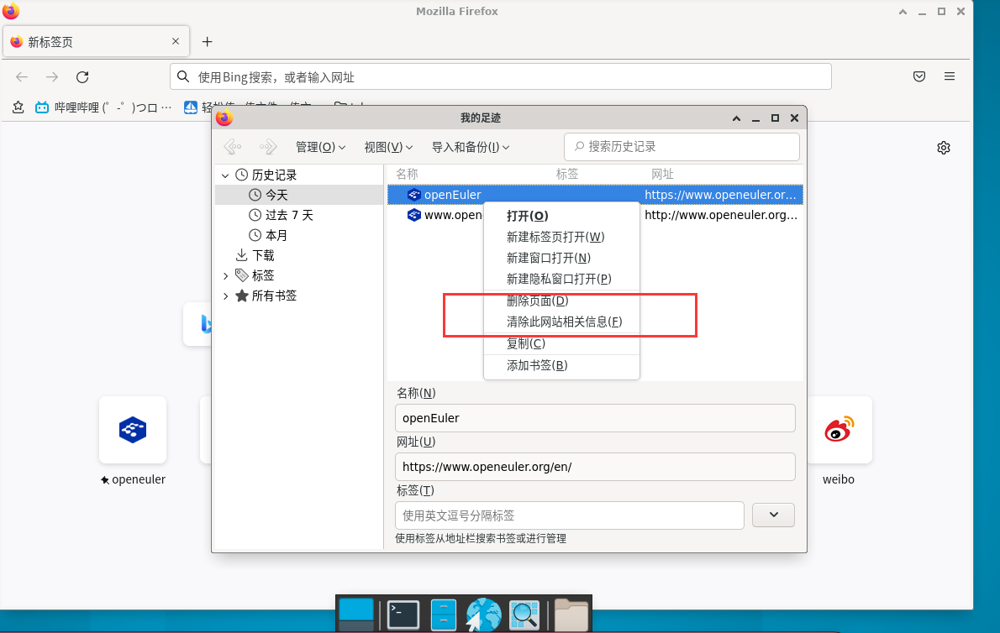 Mozilla Firefox
新标签页
使用Bing搜索，或者输入网址
哔哩哔哩 (゜-゜)つロ …
我的足迹
管理(O)
视图(V)
导入和备份(I)
搜索历史记录
历史记录
今天
过去 7 天
本月
下载
标签
所有书签
名称
标签
网址
openEuler
https://www.openeuler.or…
www.open
http://www.openeuler.org…
打开(O)
新建标签页打开(W)
新建窗口打开(N)
新建隐私窗口打开(P)
删除页面(D)
清除此网站相关信息(F)
复制(C)
添加书签(B)
名称(N)
openEuler
网址(U)
https://www.openeuler.org/en/
标签(T)
使用英文逗号分隔标签
使用标签从地址栏搜索书签或进行管理
openeuler
weibo